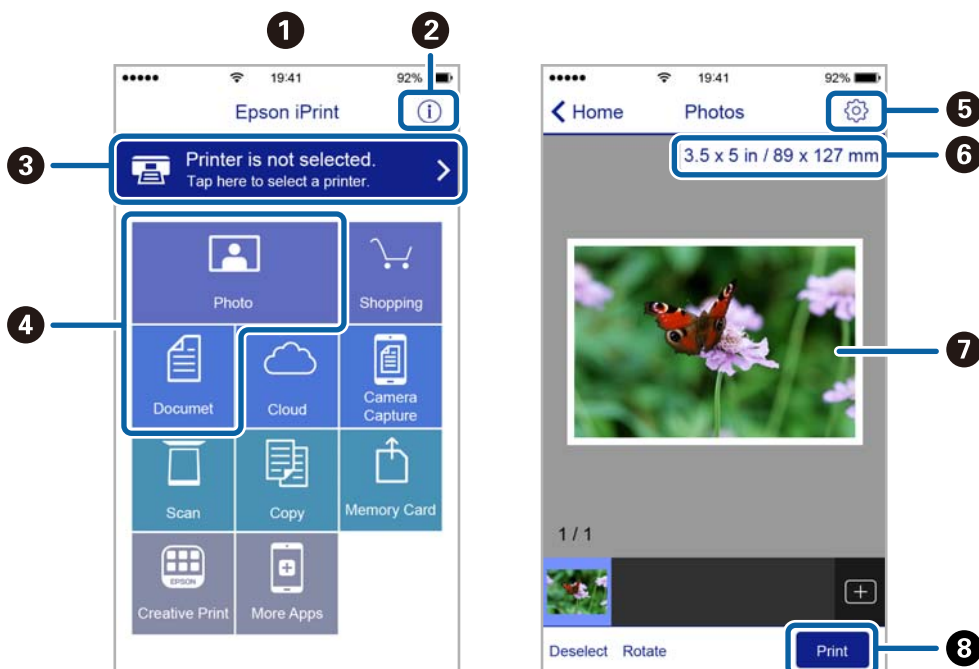 1
2
19:41
92%
Epson iPrint
i
3
Printer is not selected.
Tap here to select a printer.
4
Photo
Shopping
Documet
Cloud
Camera
Capture
Scan
Copy
Memory Card
EPSON
Creative Print
More Apps
19:41
92%
Home
Photos
5
3.5 x 5 in / 89 x 127 mm
6
7
1 / 1
Deselect
Rotate
Print
8